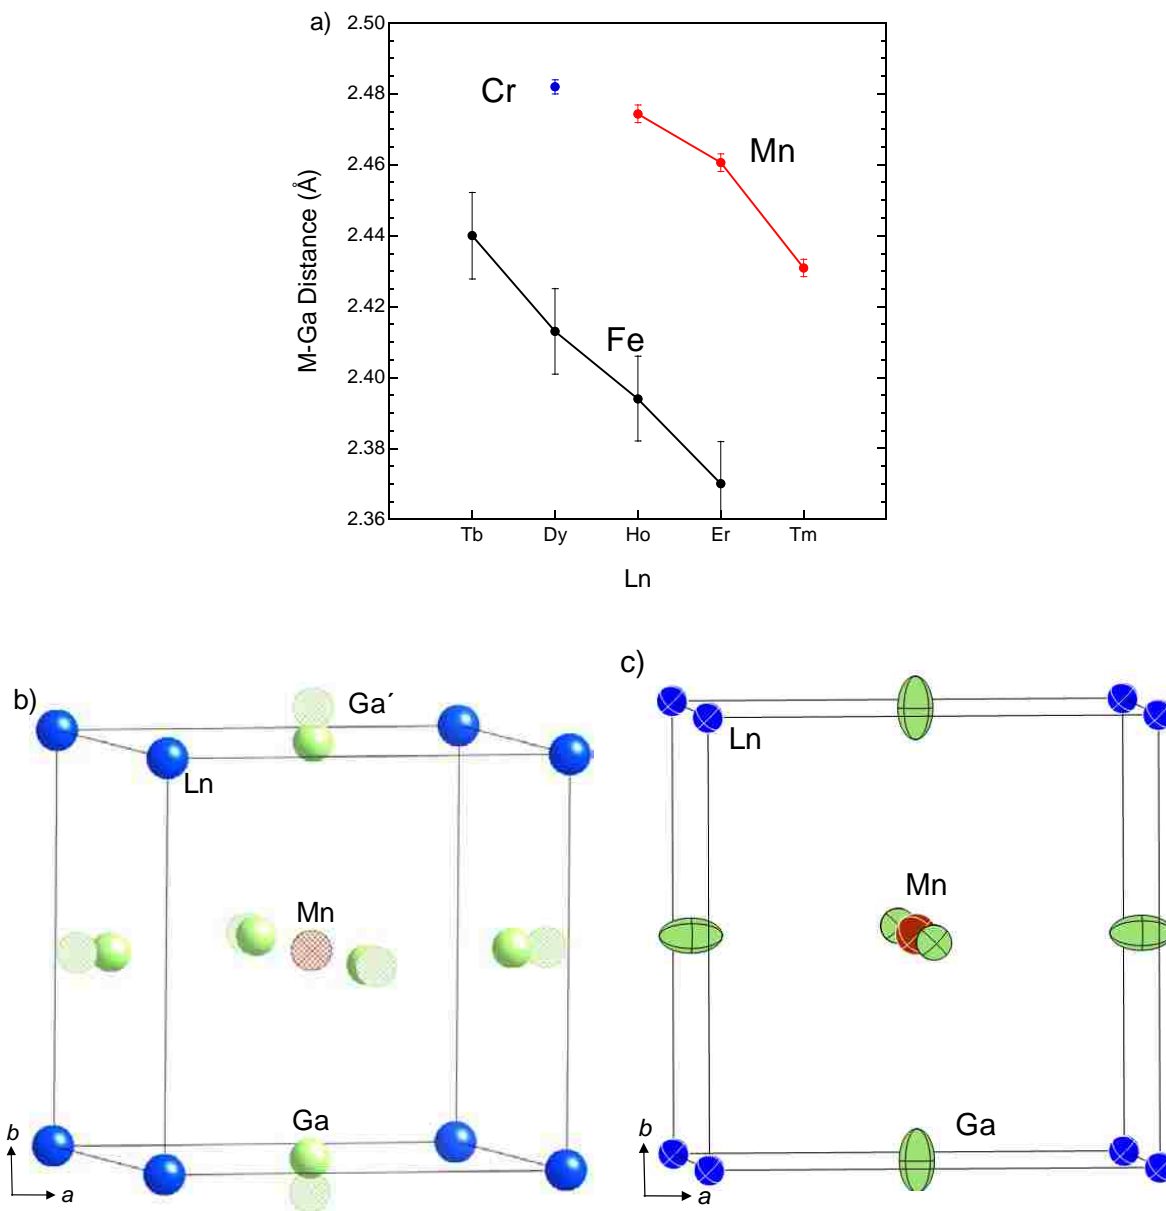 a)
2.50
2.48
2.46
2.44
2.42
2.40
2.38
2.36
M-Ga Distance (Å)
Cr
Mn
Fe
Tb Dy Ho Er Tm
Ln
b)
Ga´
Ln
Mn
Ga
b
a
c)
Ln
Mn
Ga
b
a